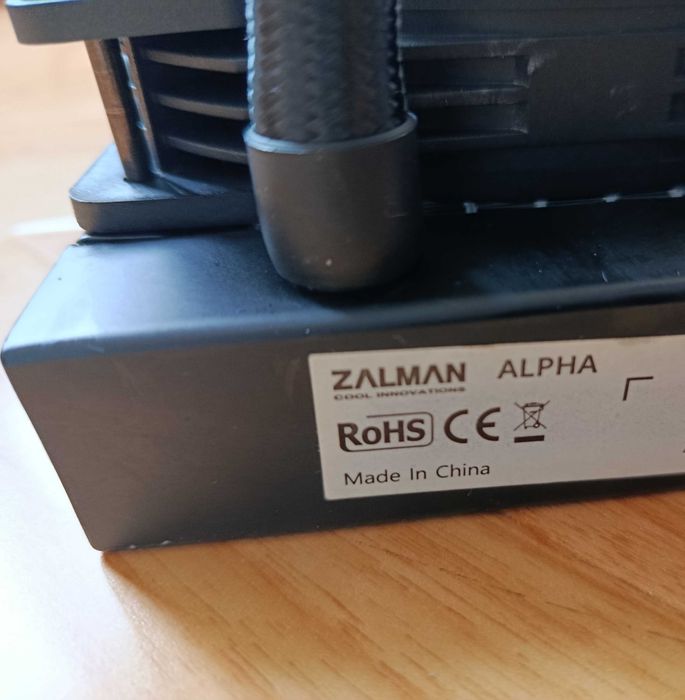 ZALMAN ALPHA
COOL INNOVATIONS
RoHS CE
Made In China